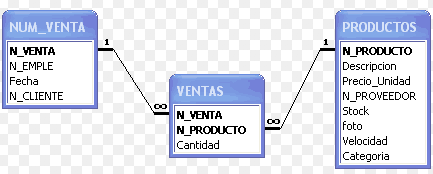 NUM_VENTA
N_VENTA
N_EMPLE
Fecha
N_CLIENTE
1
∞
VENTAS
N_VENTA
N_PRODUCTO
Cantidad
1
∞
PRODUCTOS
N_PRODUCTO
Descripcion
Precio_Unidad
N_PROVEEDOR
Stock
foto
Velocidad
Categoria